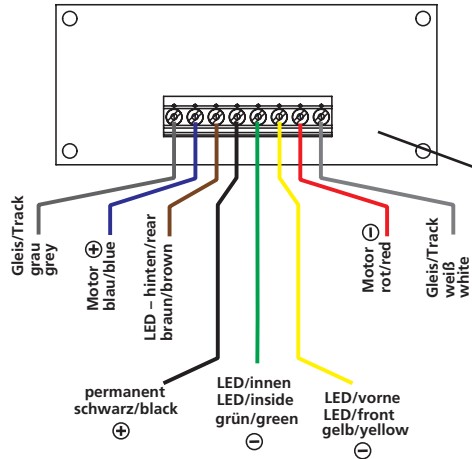 Gleis/Track
grau
grey
Motor ⊕
blau/blue
LED – hinten/rear
braun/brown
Motor ⊖
rot/red
Gleis/Track
weiß
white
permanent
schwarz/black
⊕
LED/innen
LED/inside
grün/green
⊖
LED/vorne
LED/front
gelb/yellow
⊖